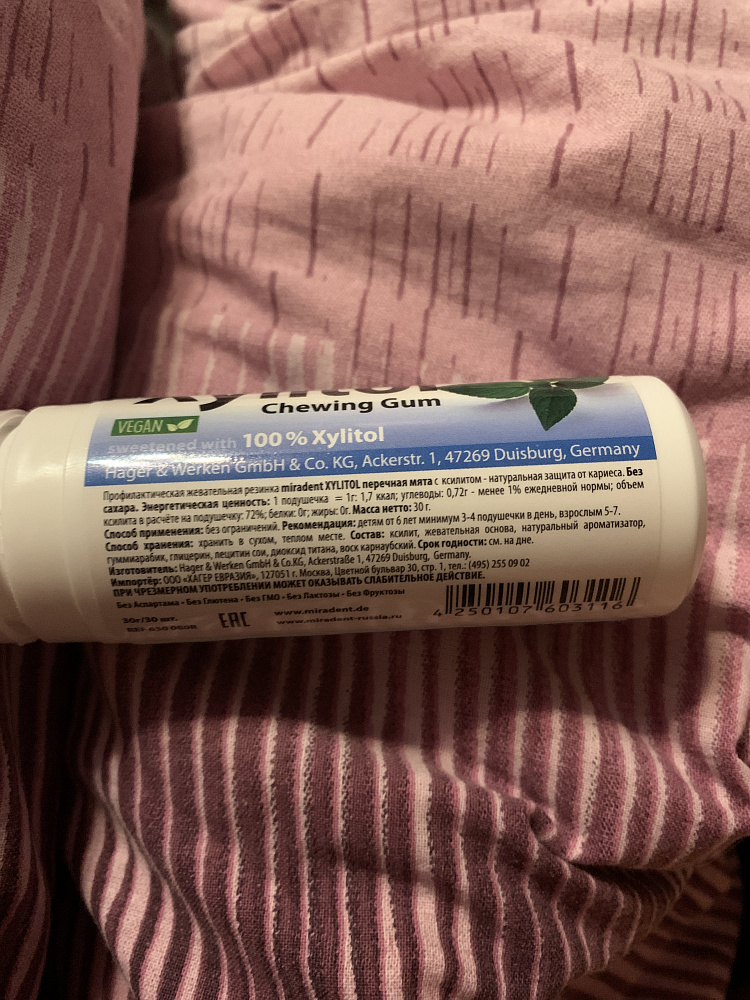 Xylitol
Chewing Gum
VEGAN
sweetened with 100% Xylitol
Hager & Werken GmbH & Co. KG, Ackerstr. 1, 47269 Duisburg, Germany
Профилактическая жевательная резинка miradent XYLITOL перечная мята с ксилитом - натуральная защита от кариеса. Без
сахара. Энергетическая ценность: 1 подушечка = 1г: 1,7 ккал; углеводы: 0,72г - менее 1% ежедневной нормы; объем
ксилита в расчёте на подушечку: 72%; белки: 0г; жиры: 0г. Масса нетто: 30 г.
Способ применения: без ограничений. Рекомендация: детям от 6 лет минимум 3-4 подушечки в день, взрослым 5-7.
Способ хранения: хранить в сухом, теплом месте. Состав: ксилит, жевательная основа, натуральный ароматизатор,
гуммиарабик, глицерин, лецитин сои, диоксид титана, воск карнаубский. Срок годности: см. на дне.
Изготовитель: Hager & Werken GmbH & Co.KG, Ackerstraße 1, 47269 Duisburg, Germany.
Импортёр: ООО «ХАГЕР ЕВРАЗИЯ», 127051 г. Москва, Цветной бульвар 30, стр. 1, тел.: (495) 255 09 02
ПРИ ЧРЕЗМЕРНОМ УПОТРЕБЛЕНИИ МОЖЕТ ОКАЗЫВАТЬ СЛАБИТЕЛЬНОЕ ДЕЙСТВИЕ.
Без Аспартама • Без Глютена • Без ГМО • Без Лактозы • Без Фруктозы
30г/30 шт. EAC www.miradent.de
REF 630 060R www.miradent-russia.ru
4 250107 603116